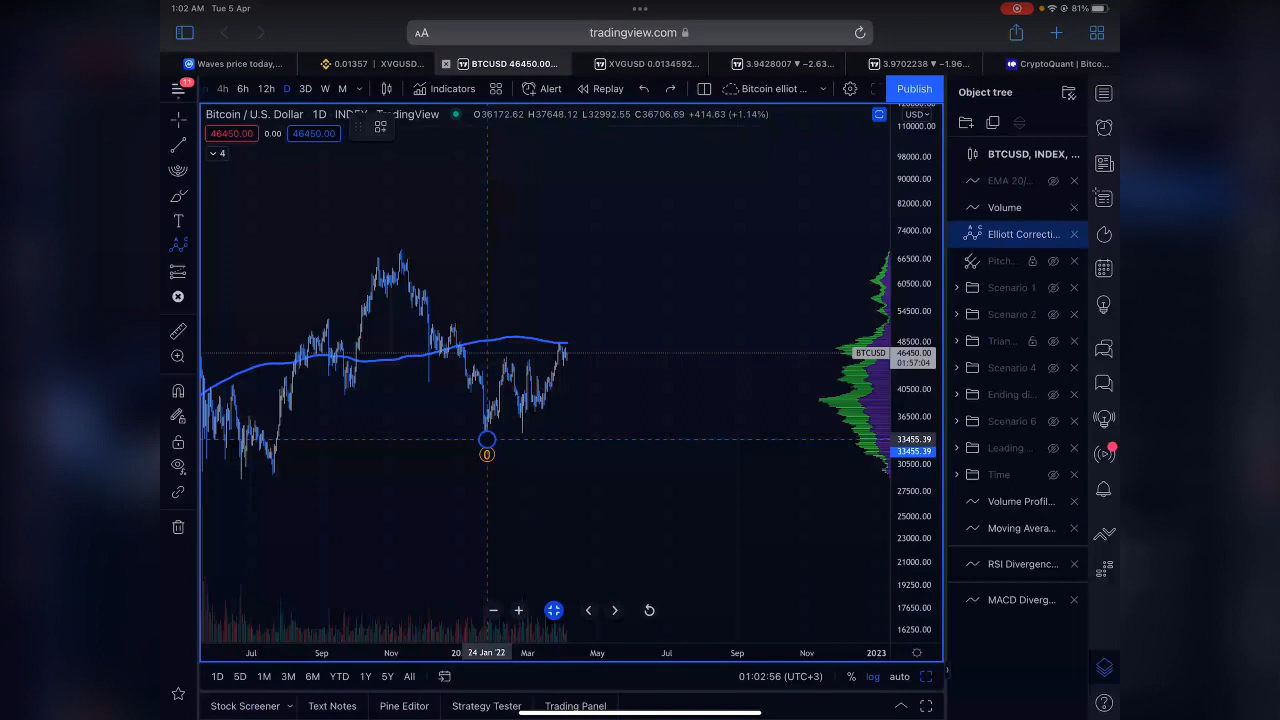 1:02 AM Tue 5 Apr
81%
AA
tradingview.com
Waves price today,...
0.01357 | XVGUSD...
BTCUSD 46450.00...
XVGUSD 0.0134592...
3.9428007 ▼ −2.63...
3.9702238 ▼ −1.96...
CryptoQuant | Bitco...
11
4h 6h 12h D 3D W M
Indicators
Alert
Replay
Bitcoin elliot ...
Publish
Object tree
Bitcoin / U.S. Dollar 1D INDEX TradingView
O36172.62 H37648.12 L32992.55 C36706.69 +414.63 (+1.14%)
USD
46450.00 0.00 46450.00
4
110000.00
98000.00
90000.00
82000.00
74000.00
66500.00
60500.00
54500.00
48500.00
BTCUSD 46450.00
01:57:04
40500.00
36500.00
33455.39
33455.39
30500.00
27500.00
25000.00
23000.00
21000.00
19250.00
17650.00
16250.00
BTCUSD, INDEX, ...
EMA 20/...
Volume
Elliott Correcti...
Pitch...
Scenario 1
Scenario 2
Trian...
Scenario 4
Ending di...
Scenario 6
Leading...
Time
Volume Profil...
Moving Avera...
RSI Divergenc...
MACD Diverg...
0
Jul Sep Nov 20 24 Jan '22 Mar May Jul Sep Nov 2023
1D 5D 1M 3M 6M YTD 1Y 5Y All
01:02:56 (UTC+3)
% log auto
Stock Screener
Text Notes
Pine Editor
Strategy Tester
Trading Panel